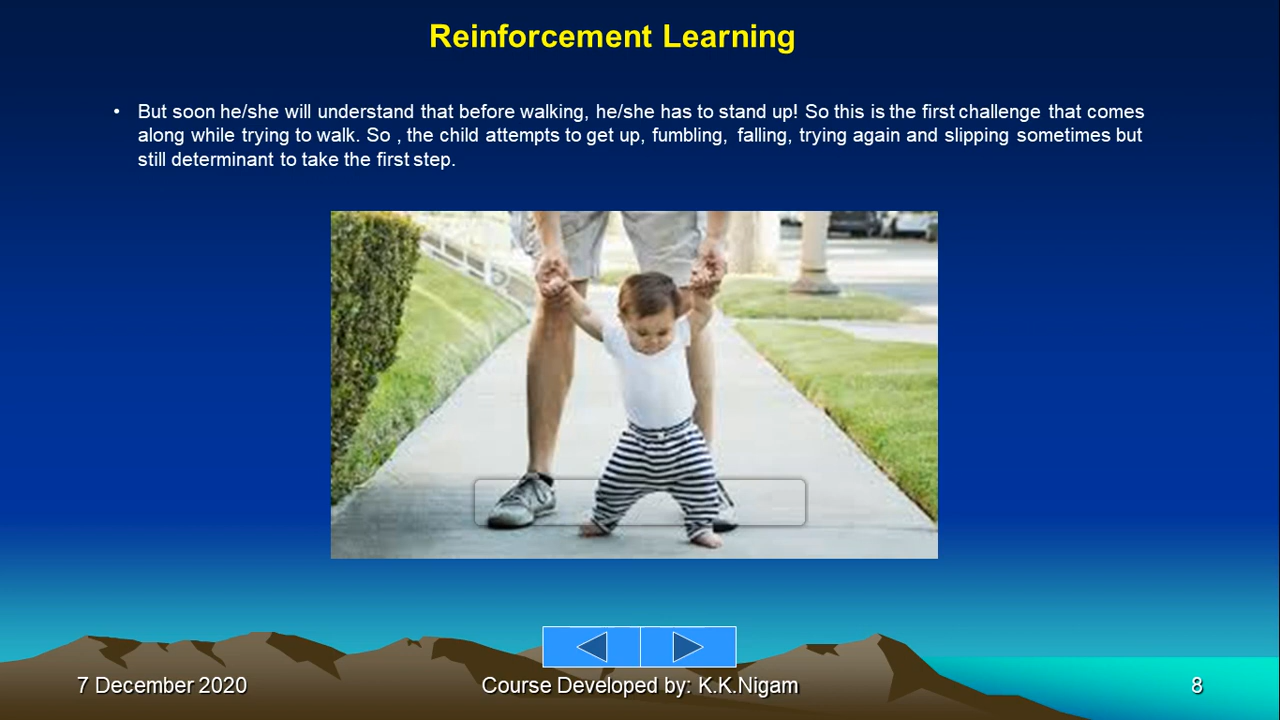 Reinforcement Learning
• But soon he/she will understand that before walking, he/she has to stand up! So this is the first challenge that comes
along while trying to walk. So , the child attempts to get up, fumbling, falling, trying again and slipping sometimes but
still determinant to take the first step.
7 December 2020
Course Developed by: K.K.Nigam
8